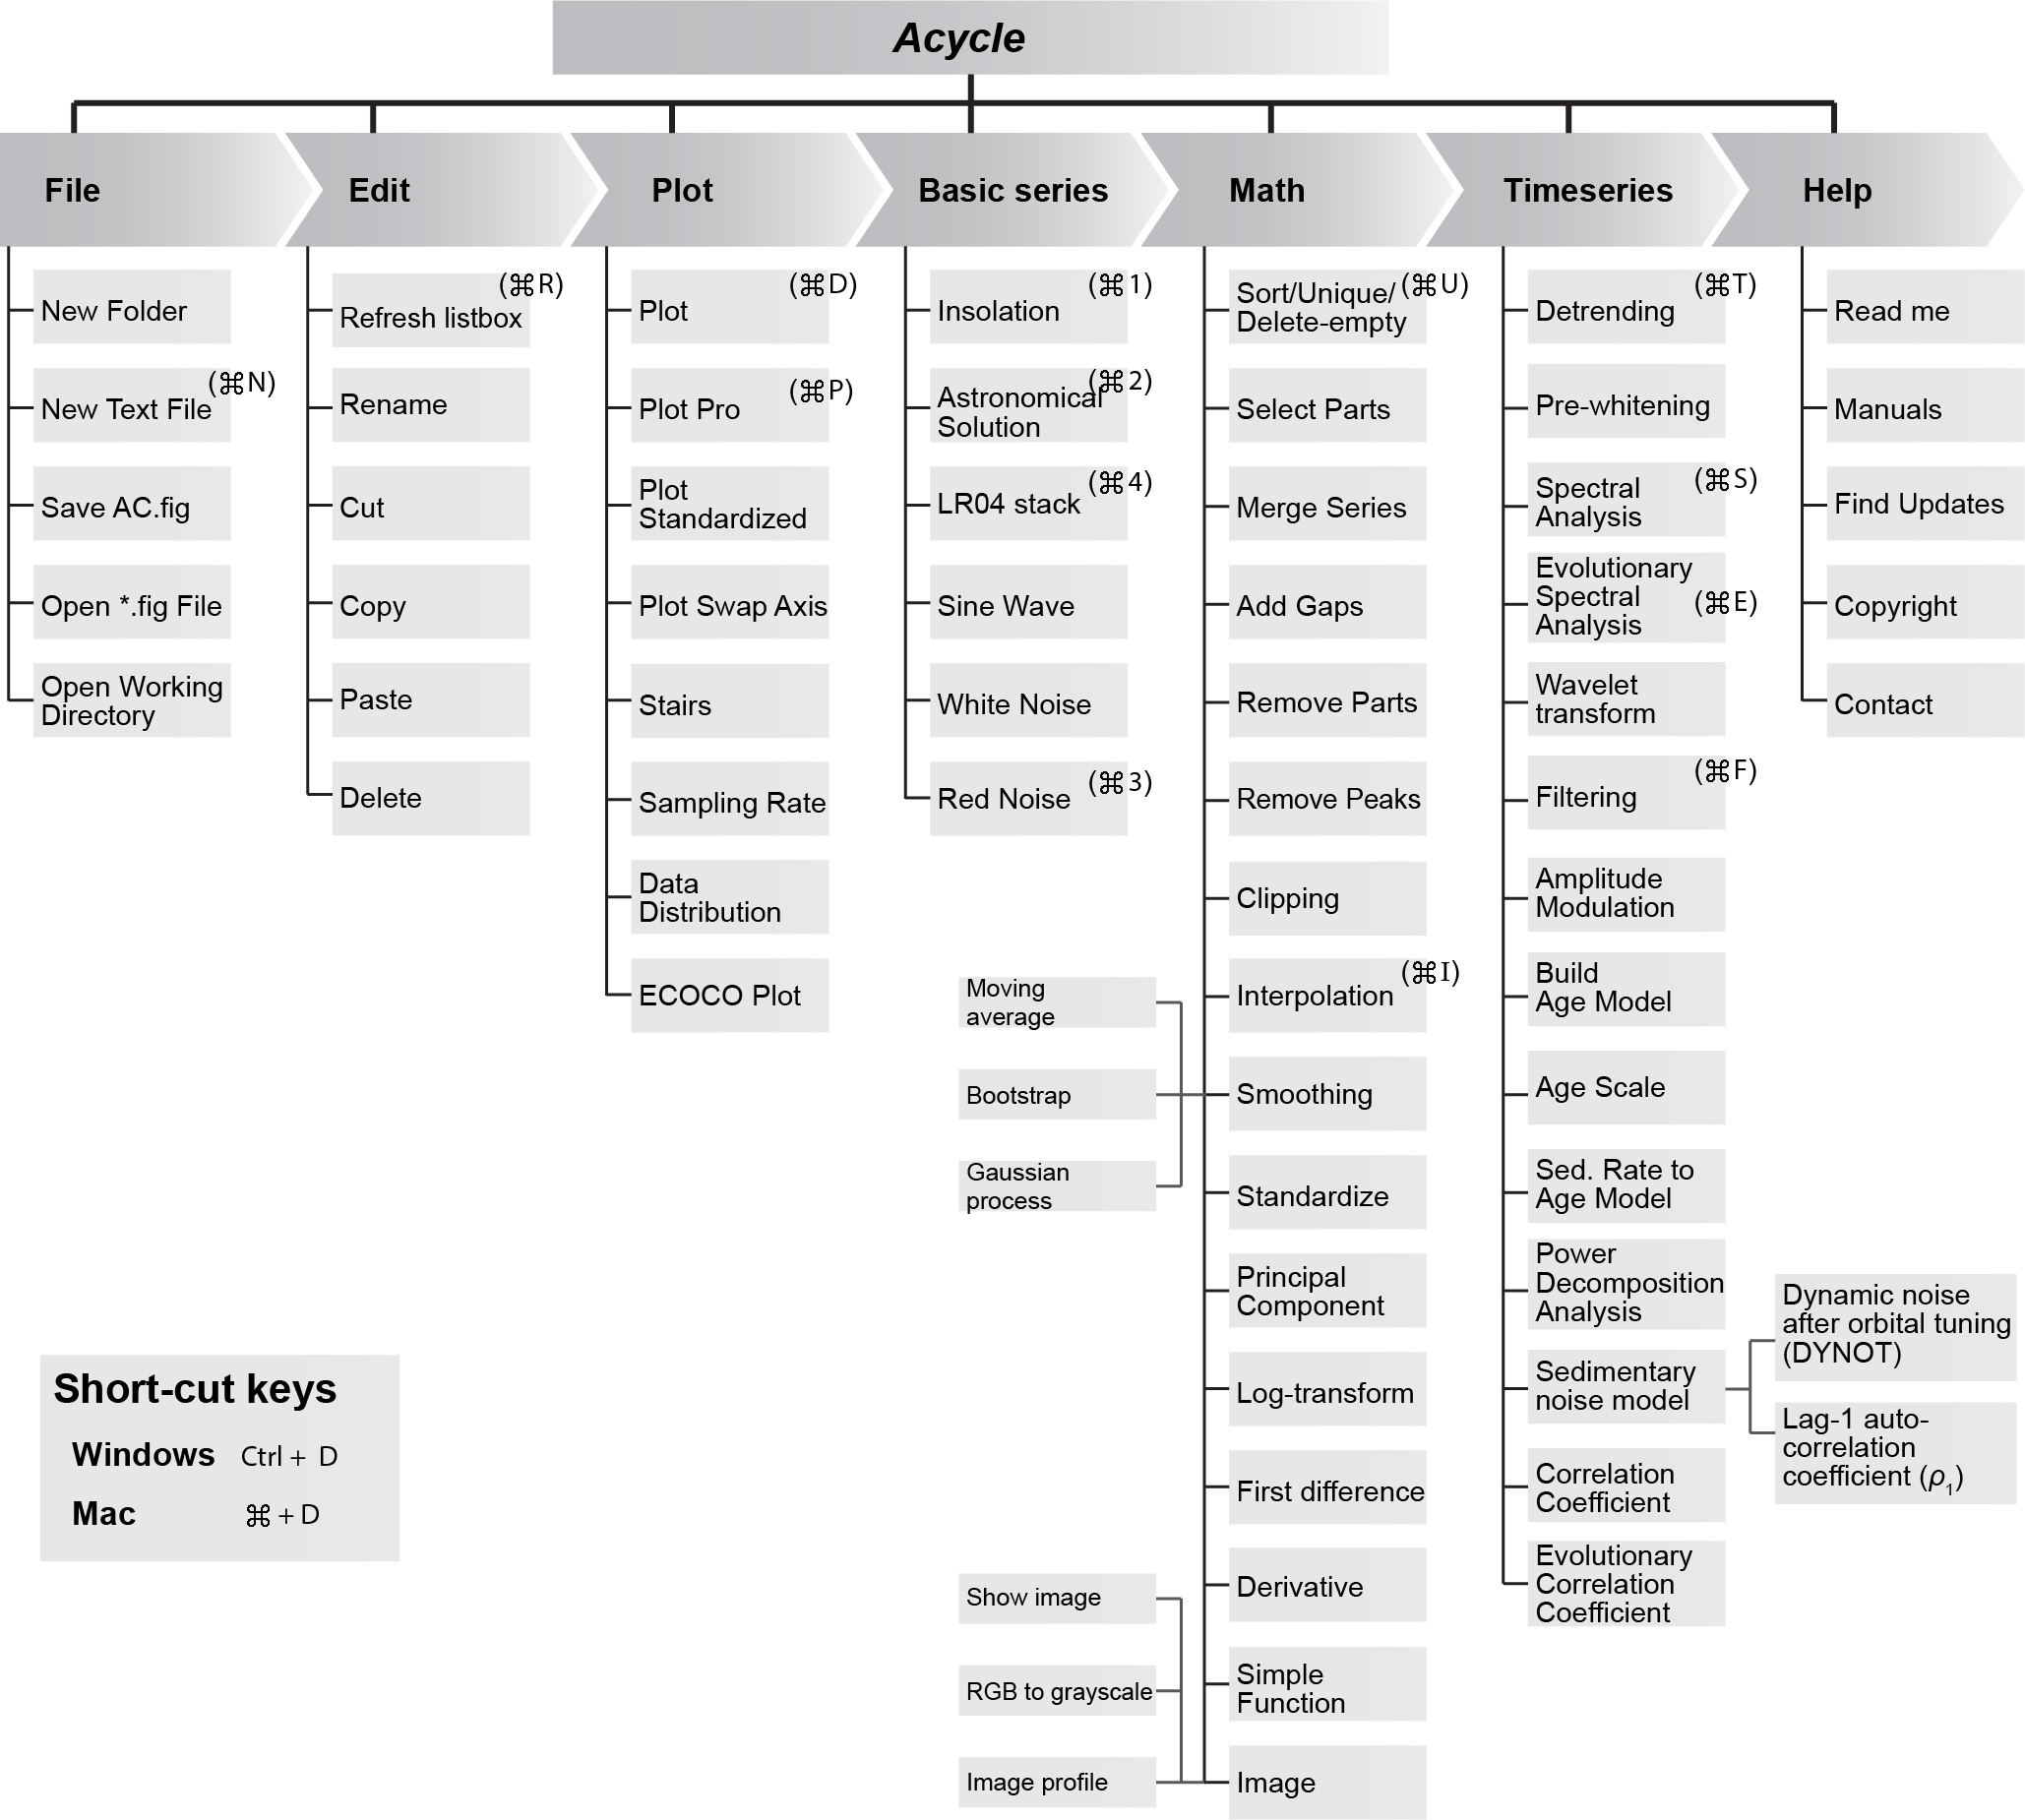 Acycle
File
Edit
Plot
Basic series
Math
Timeseries
Help
New Folder
New Text File
(⌘N)
Save AC.fig
Open *.fig File
Open Working
Directory
(⌘R)
Refresh listbox
Rename
Cut
Copy
Paste
Delete
Plot
(⌘D)
Plot Pro
(⌘P)
Plot
Standardized
Plot Swap Axis
Stairs
Sampling Rate
Data
Distribution
ECOCO Plot
Insolation
(⌘1)
Astronomical
Solution
(⌘2)
LR04 stack
(⌘4)
Sine Wave
White Noise
Red Noise
(⌘3)
Sort/Unique/
Delete-empty
(⌘U)
Select Parts
Merge Series
Add Gaps
Remove Parts
Remove Peaks
Clipping
Interpolation
(⌘I)
Smoothing
Moving
average
Bootstrap
Gaussian
process
Standardize
Principal
Component
Log-transform
First difference
Derivative
Simple
Function
Image
Show image
RGB to grayscale
Image profile
Detrending
(⌘T)
Pre-whitening
Spectral
Analysis
(⌘S)
Evolutionary
Spectral
Analysis
(⌘E)
Wavelet
transform
Filtering
(⌘F)
Amplitude
Modulation
Build
Age Model
Age Scale
Sed. Rate to
Age Model
Power
Decomposition
Analysis
Sedimentary
noise model
Dynamic noise
after orbital tuning
(DYNOT)
Lag-1 auto-
correlation
coefficient (ρ₁)
Correlation
Coefficient
Evolutionary
Correlation
Coefficient
Read me
Manuals
Find Updates
Copyright
Contact
Short-cut keys
Windows Ctrl + D
Mac ⌘ + D